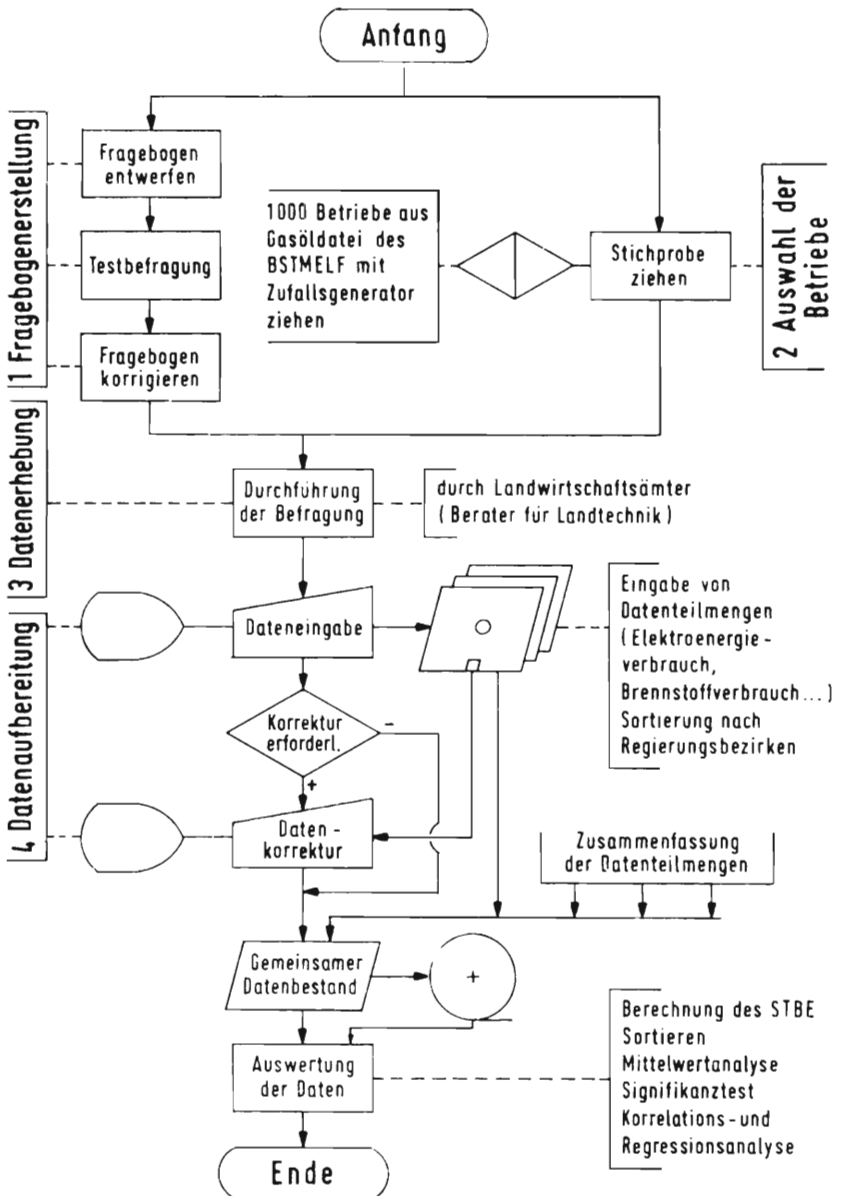 Anfang
1 Fragebogenerstellung
Fragebogen
entwerfen
Testbefragung
Fragebogen
korrigieren
1000 Betriebe aus
Gasöldatei des
BSTMELF mit
Zufallsgenerator
ziehen
Stichprobe
ziehen
2 Auswahl der
Betriebe
3 Datenerhebung
Durchführung
der Befragung
durch Landwirtschaftsämter
(Berater für Landtechnik)
4 Datenaufbereitung
Dateneingabe
Eingabe von
Datenteilmengen
(Elektroenergie-
verbrauch,
Brennstoffverbrauch...)
Sortierung nach
Regierungsbezirken
Korrektur
erforderl.
-
+
Daten-
korrektur
Zusammenfassung
der Datenteilmengen
Gemeinsamer
Datenbestand
+
Auswertung
der Daten
Berechnung des STBE
Sortieren
Mittelwertanalyse
Signifikanztest
Korrelations-und
Regressionsanalyse
Ende